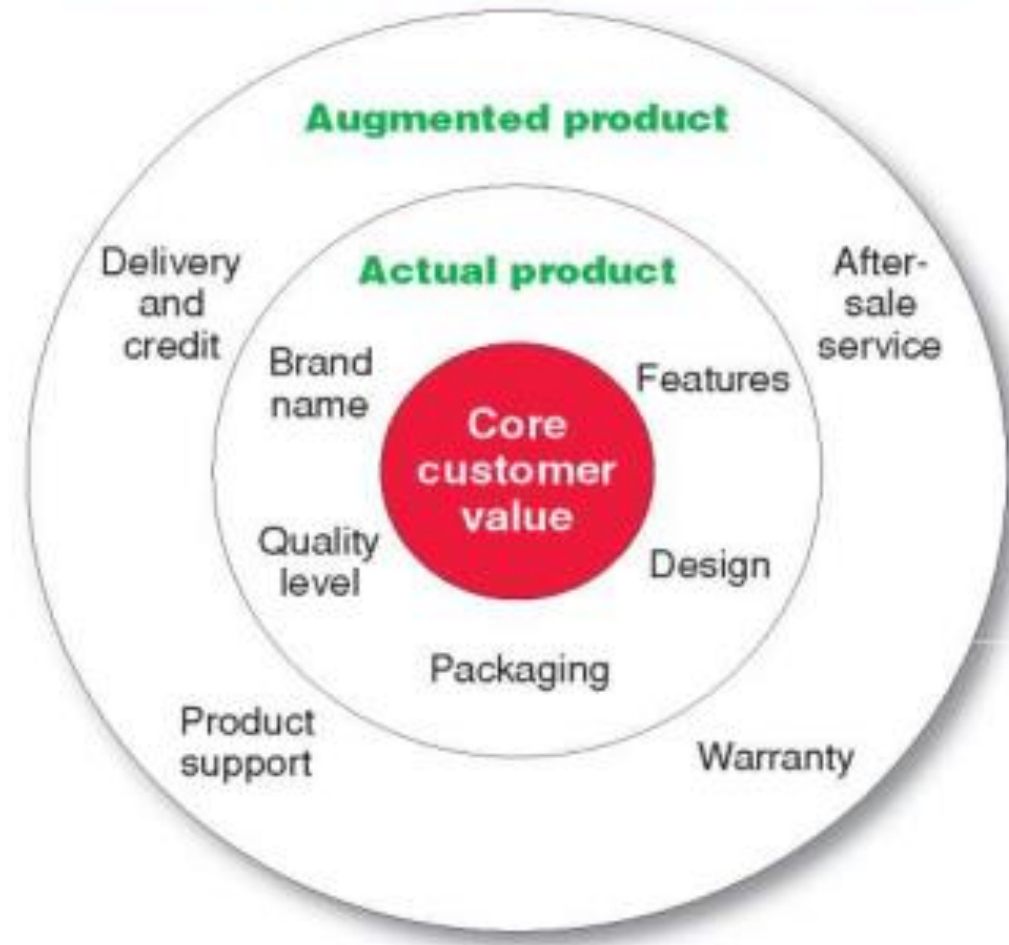 Augmented product
Delivery
and
credit
Actual product
After-
sale
service
Brand
name
Features
Core
customer
value
Quality
level
Design
Packaging
Product
support
Warranty